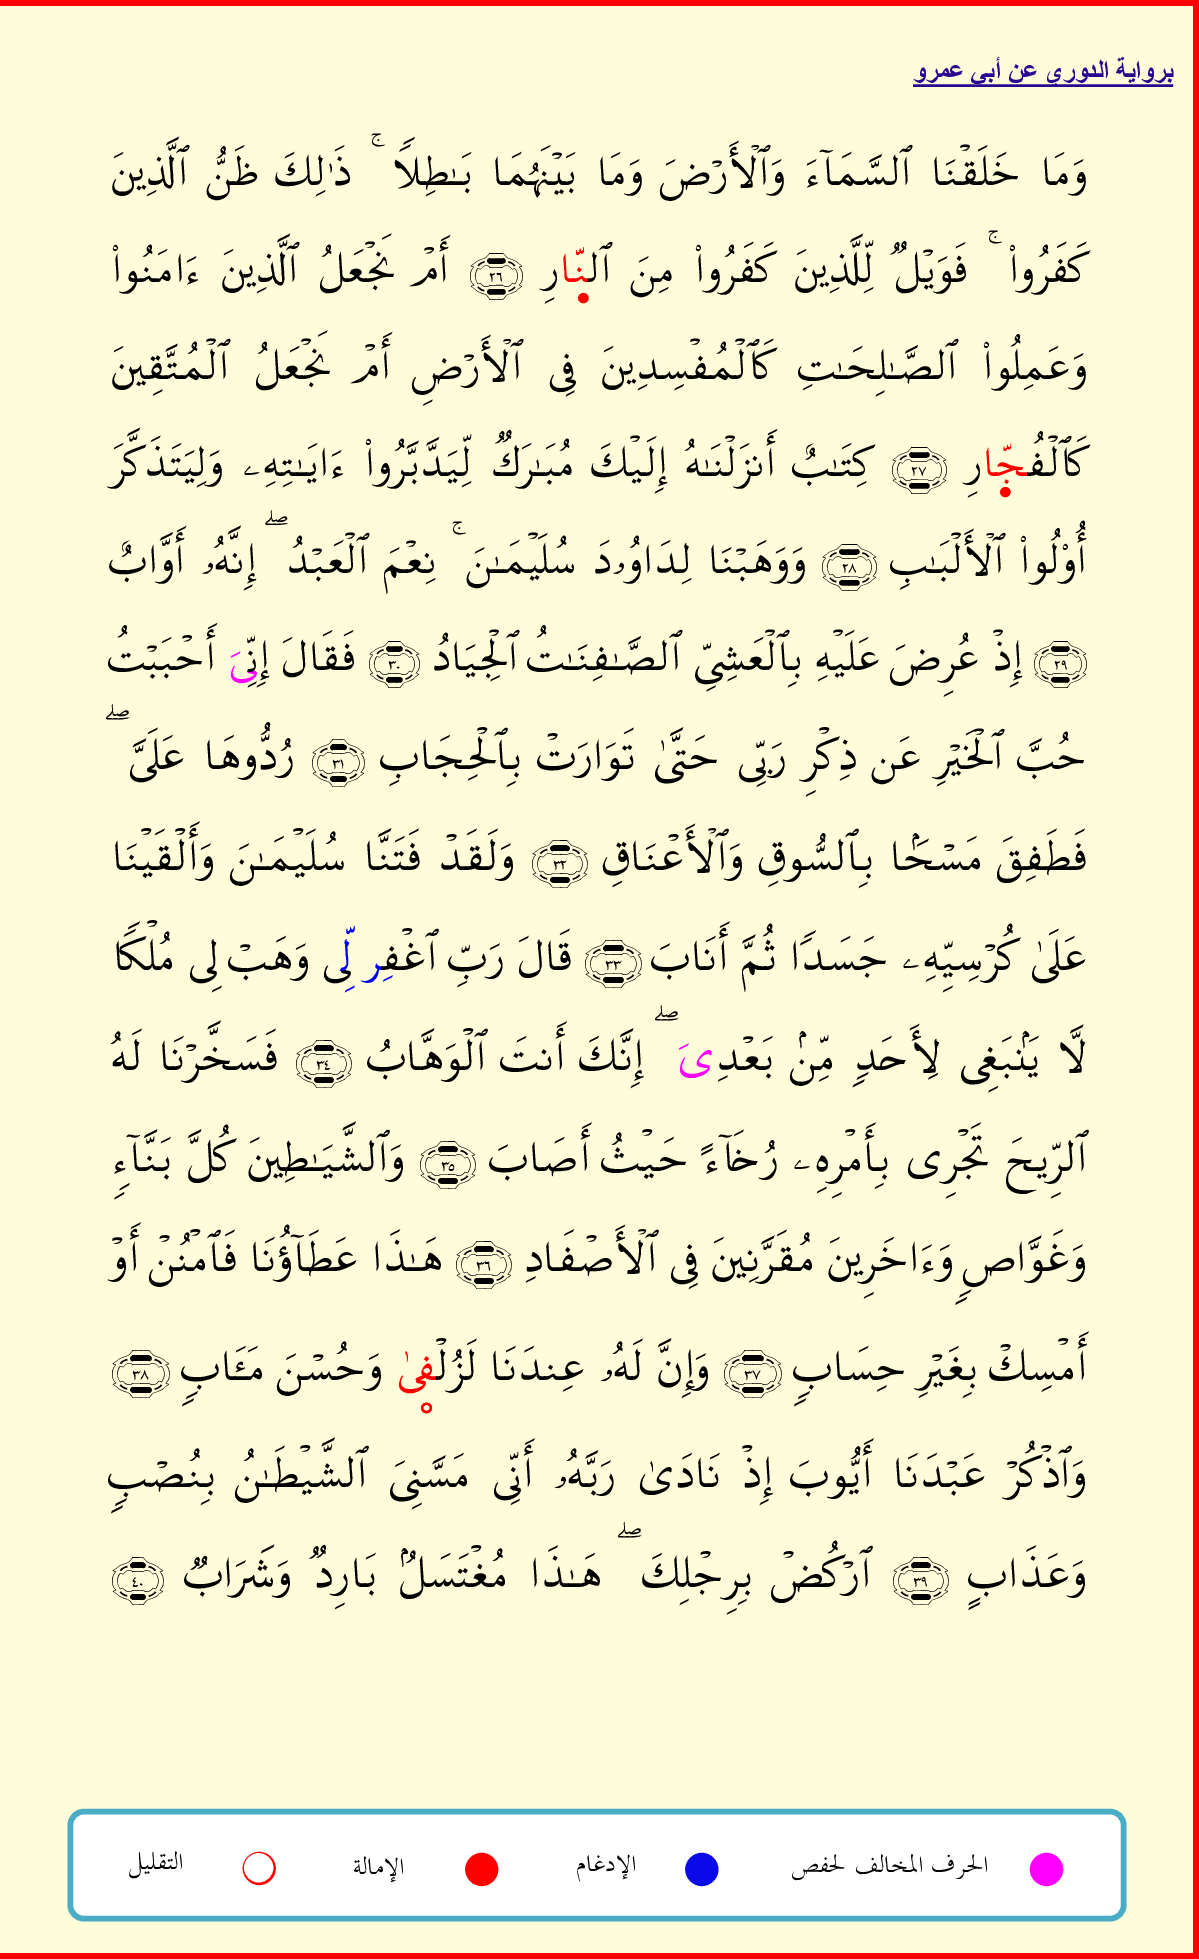 برواية الدوري عن أبي عمرو
وَمَا خَلَقْنَا ٱلسَّمَآءَ وَٱلْأَرْضَ وَمَا بَيْنَهُمَا بَٰطِلًا ۚ ذَٰلِكَ ظَنُّ ٱلَّذِينَ
كَفَرُوا۟ ۚ فَوَيْلٌ لِّلَّذِينَ كَفَرُوا۟ مِنَ ٱلنّ۪ارِ ٢٦ أَمْ نَجْعَلُ ٱلَّذِينَ ءَامَنُوا۟
وَعَمِلُوا۟ ٱلصَّٰلِحَٰتِ كَٱلْمُفْسِدِينَ فِى ٱلْأَرْضِ أَمْ نَجْعَلُ ٱلْمُتَّقِينَ
كَٱلْفُجّ۪ارِ ٢٧ كِتَٰبٌ أَنزَلْنَٰهُ إِلَيْكَ مُبَٰرَكٌ لِّيَدَّبَّرُوا۟ ءَايَٰتِهِۦ وَلِيَتَذَكَّرَ
أُو۟لُوا۟ ٱلْأَلْبَٰبِ ٢٨ وَوَهَبْنَا لِدَاوُۥدَ سُلَيْمَٰنَ ۚ نِعْمَ ٱلْعَبْدُ ۖ إِنَّهُۥ أَوَّابٌ
٢٩ إِذْ عُرِضَ عَلَيْهِ بِٱلْعَشِىِّ ٱلصَّٰفِنَٰتُ ٱلْجِيَادُ ٣٠ فَقَالَ إِنِّىَ أَحْبَبْتُ
حُبَّ ٱلْخَيْرِ عَن ذِكْرِ رَبِّى حَتَّىٰ تَوَارَتْ بِٱلْحِجَابِ ٣١ رُدُّوهَا عَلَىَّ ۖ
فَطَفِقَ مَسْحًۢا بِٱلسُّوقِ وَٱلْأَعْنَاقِ ٣٢ وَلَقَدْ فَتَنَّا سُلَيْمَٰنَ وَأَلْقَيْنَا
عَلَىٰ كُرْسِيِّهِۦ جَسَدًا ثُمَّ أَنَابَ ٣٣ قَالَ رَبِّ ٱغْفِر لِّى وَهَبْ لِى مُلْكًا
لَّا يَنۢبَغِى لِأَحَدٍ مِّنۢ بَعْدِىَ ۖ إِنَّكَ أَنتَ ٱلْوَهَّابُ ٣٤ فَسَخَّرْنَا لَهُ
ٱلرِّيحَ تَجْرِى بِأَمْرِهِۦ رُخَآءً حَيْثُ أَصَابَ ٣٥ وَٱلشَّيَٰطِينَ كُلَّ بَنَّآءٍ
وَغَوَّاصٍ وَءَاخَرِينَ مُقَرَّنِينَ فِى ٱلْأَصْفَادِ ٣٦ هَٰذَا عَطَآؤُنَا فَٱمْنُنْ أَوْ
أَمْسِكْ بِغَيْرِ حِسَابٍ ٣٧ وَإِنَّ لَهُۥ عِندَنَا لَزُلْفىٰ وَحُسْنَ مَـَٔابٍ ٣٨
وَٱذْكُرْ عَبْدَنَا أَيُّوبَ إِذْ نَادَىٰ رَبَّهُۥ أَنِّى مَسَّنِىَ ٱلشَّيْطَٰنُ بِنُصْبٍ
وَعَذَابٍ ٣٩ ٱرْكُضْ بِرِجْلِكَ ۖ هَٰذَا مُغْتَسَلٌۢ بَارِدٌ وَشَرَابٌ ٤٠
الحرف المخالف لحفص الإدغام الإمالة التقليل